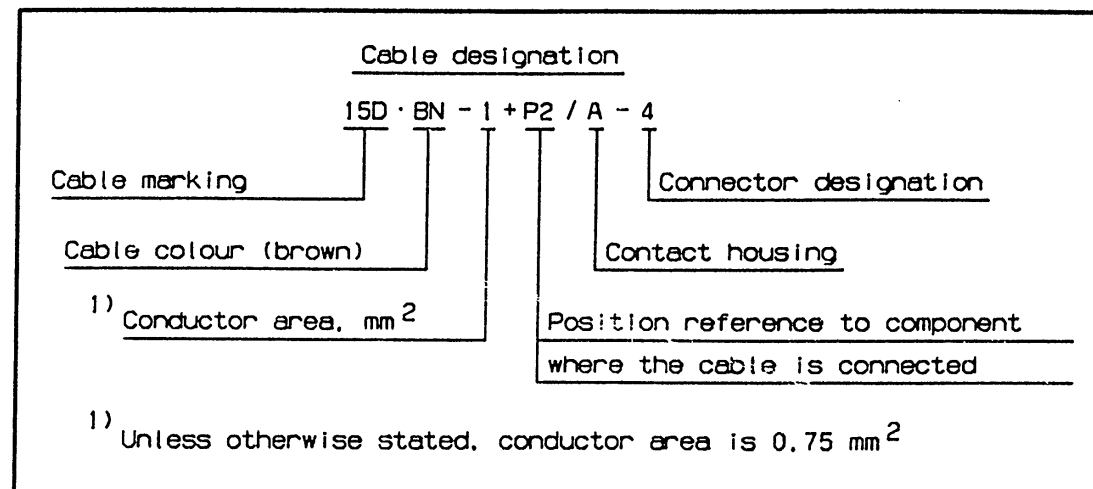 Cable designation
15D · BN - 1 + P2 / A - 4
Cable marking
Connector designation
Cable colour (brown)
Contact housing
1) Conductor area, mm2
Position reference to component
where the cable is connected
1) Unless otherwise stated, conductor area is 0.75 mm2